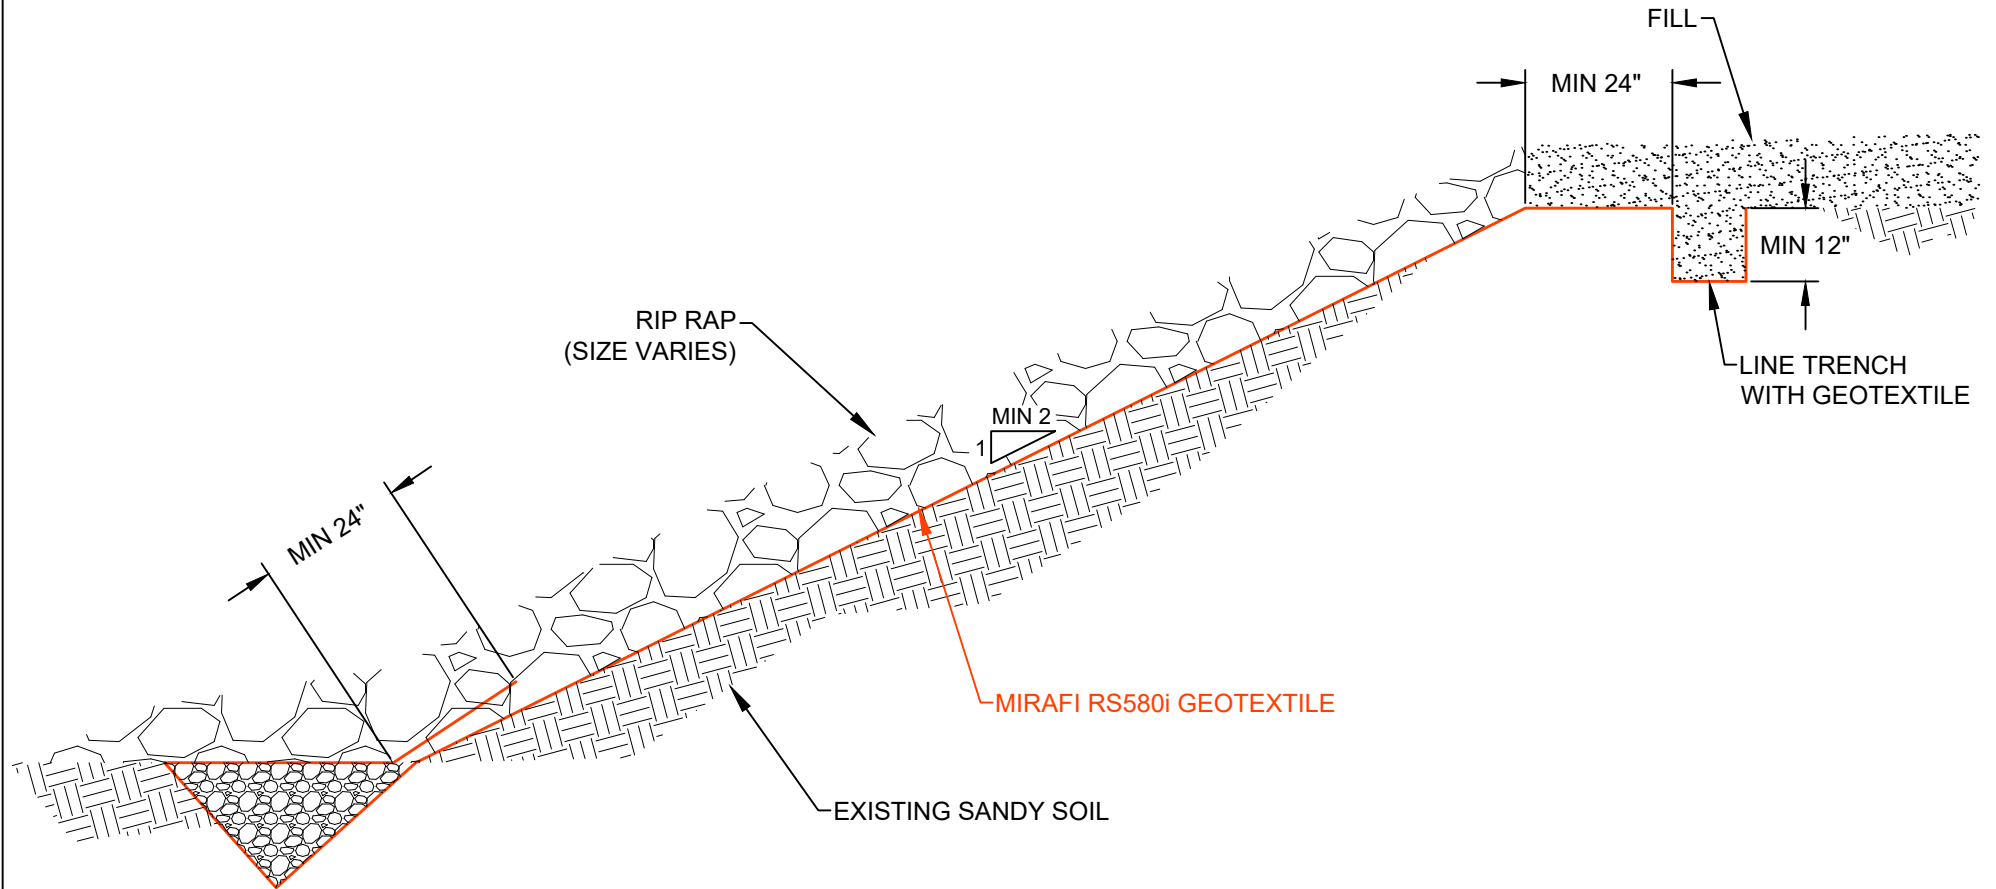 FILL
MIN 24"
MIN 12"
RIP RAP
(SIZE VARIES)
LINE TRENCH
WITH GEOTEXTILE
MIN 2
1
MIN 24"
MIRAFI RS580i GEOTEXTILE
EXISTING SANDY SOIL